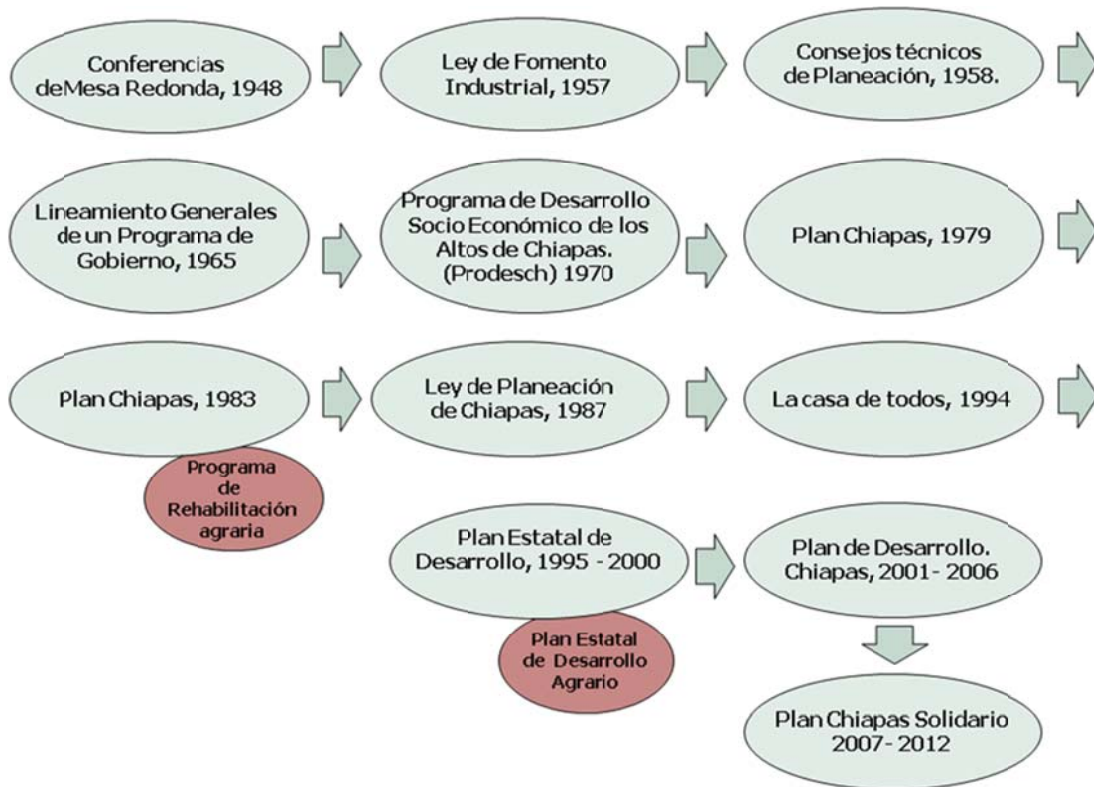 Conferencias
deMesa Redonda, 1948
Ley de Fomento
Industrial, 1957
Consejos técnicos
de Planeación, 1958.
Lineamiento Generales
de un Programa de
Gobierno, 1965
Programa de Desarrollo
Socio Económico de los
Altos de Chiapas.
(Prodesch) 1970
Plan Chiapas, 1979
Plan Chiapas, 1983
Ley de Planeación
de Chiapas, 1987
La casa de todos, 1994
Programa
de
Rehabilitación
agraria
Plan Estatal de
Desarrollo, 1995 - 2000
Plan de Desarrollo.
Chiapas, 2001- 2006
Plan Estatal
de Desarrollo
Agrario
Plan Chiapas Solidario
2007- 2012